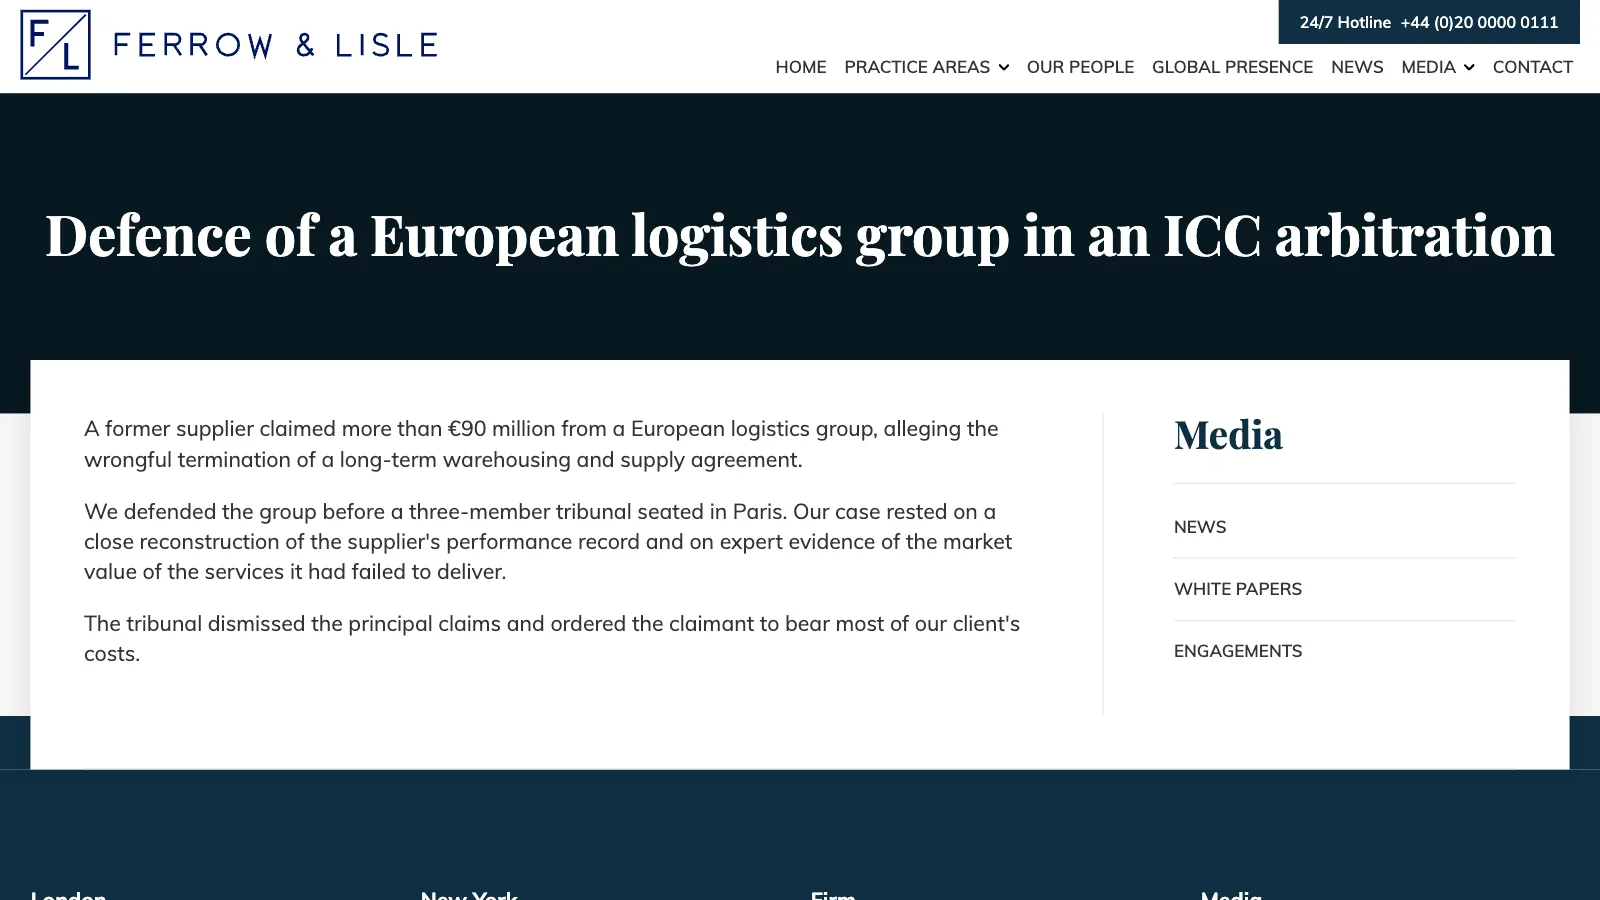 F L FERROW & LISLE
24/7 Hotline +44 (0)20 0000 0111
HOME PRACTICE AREAS OUR PEOPLE GLOBAL PRESENCE NEWS MEDIA CONTACT
Defence of a European logistics group in an ICC arbitration
A former supplier claimed more than €90 million from a European logistics group, alleging the
wrongful termination of a long-term warehousing and supply agreement.
We defended the group before a three-member tribunal seated in Paris. Our case rested on a
close reconstruction of the supplier's performance record and on expert evidence of the market
value of the services it had failed to deliver.
The tribunal dismissed the principal claims and ordered the claimant to bear most of our client's
costs.
Media
NEWS
WHITE PAPERS
ENGAGEMENTS
London New York Firm Media